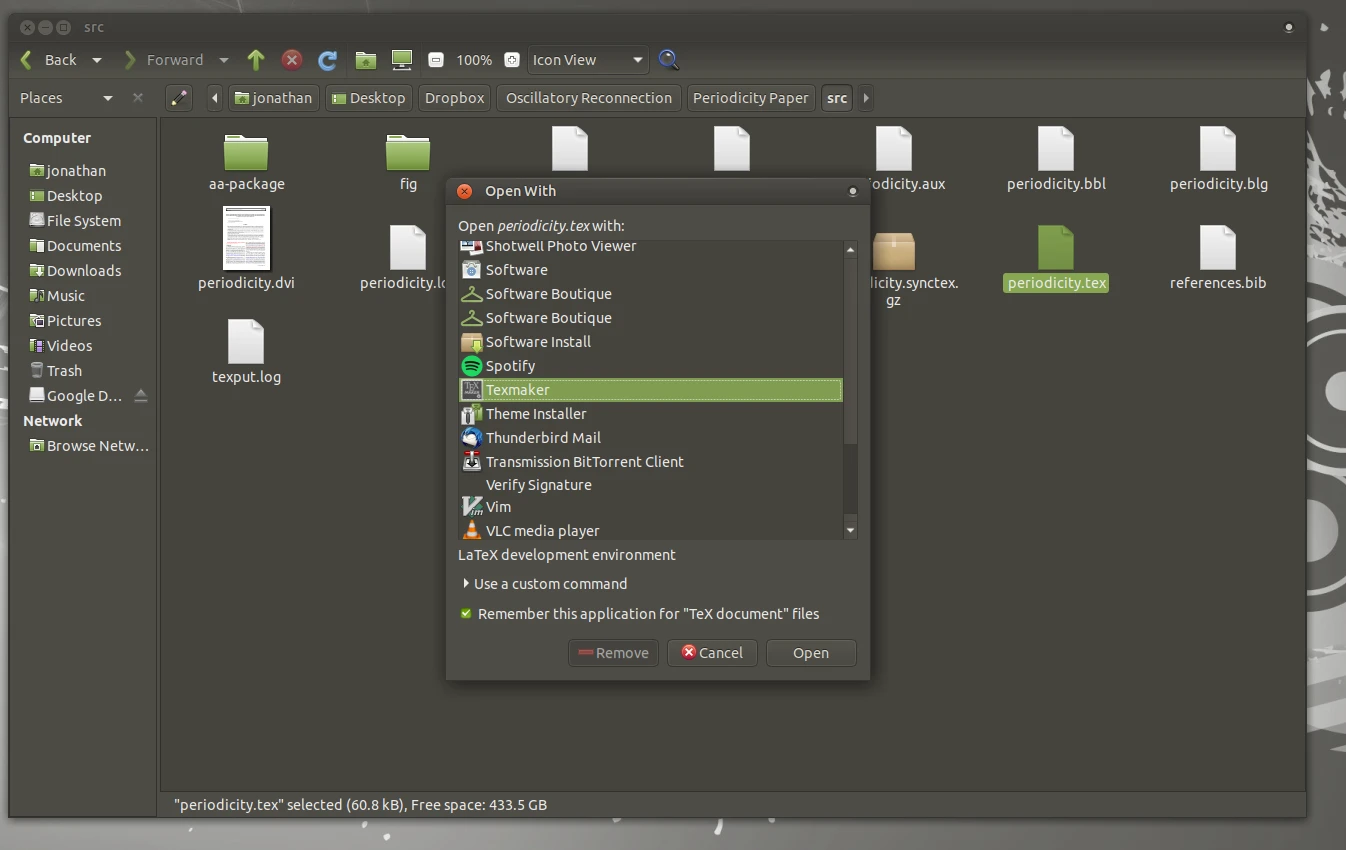 src
Back Forward 100% Icon View
Places jonathan Desktop Dropbox Oscillatory Reconnection Periodicity Paper src
Computer
jonathan
Desktop
File System
Documents
Downloads
Music
Pictures
Videos
Trash
Google D...
Network
Browse Netw...
aa-package
fig
iodicity.aux
periodicity.bbl
periodicity.blg
periodicity.dvi
periodicity.lo
icity.synctex.
gz
periodicity.tex
references.bib
texput.log
Open With
Open periodicity.tex with:
Shotwell Photo Viewer
Software
Software Boutique
Software Boutique
Software Install
Spotify
Texmaker
Theme Installer
Thunderbird Mail
Transmission BitTorrent Client
Verify Signature
Vim
VLC media player
LaTeX development environment
Use a custom command
Remember this application for "TeX document" files
Remove Cancel Open
"periodicity.tex" selected (60.8 kB), Free space: 433.5 GB